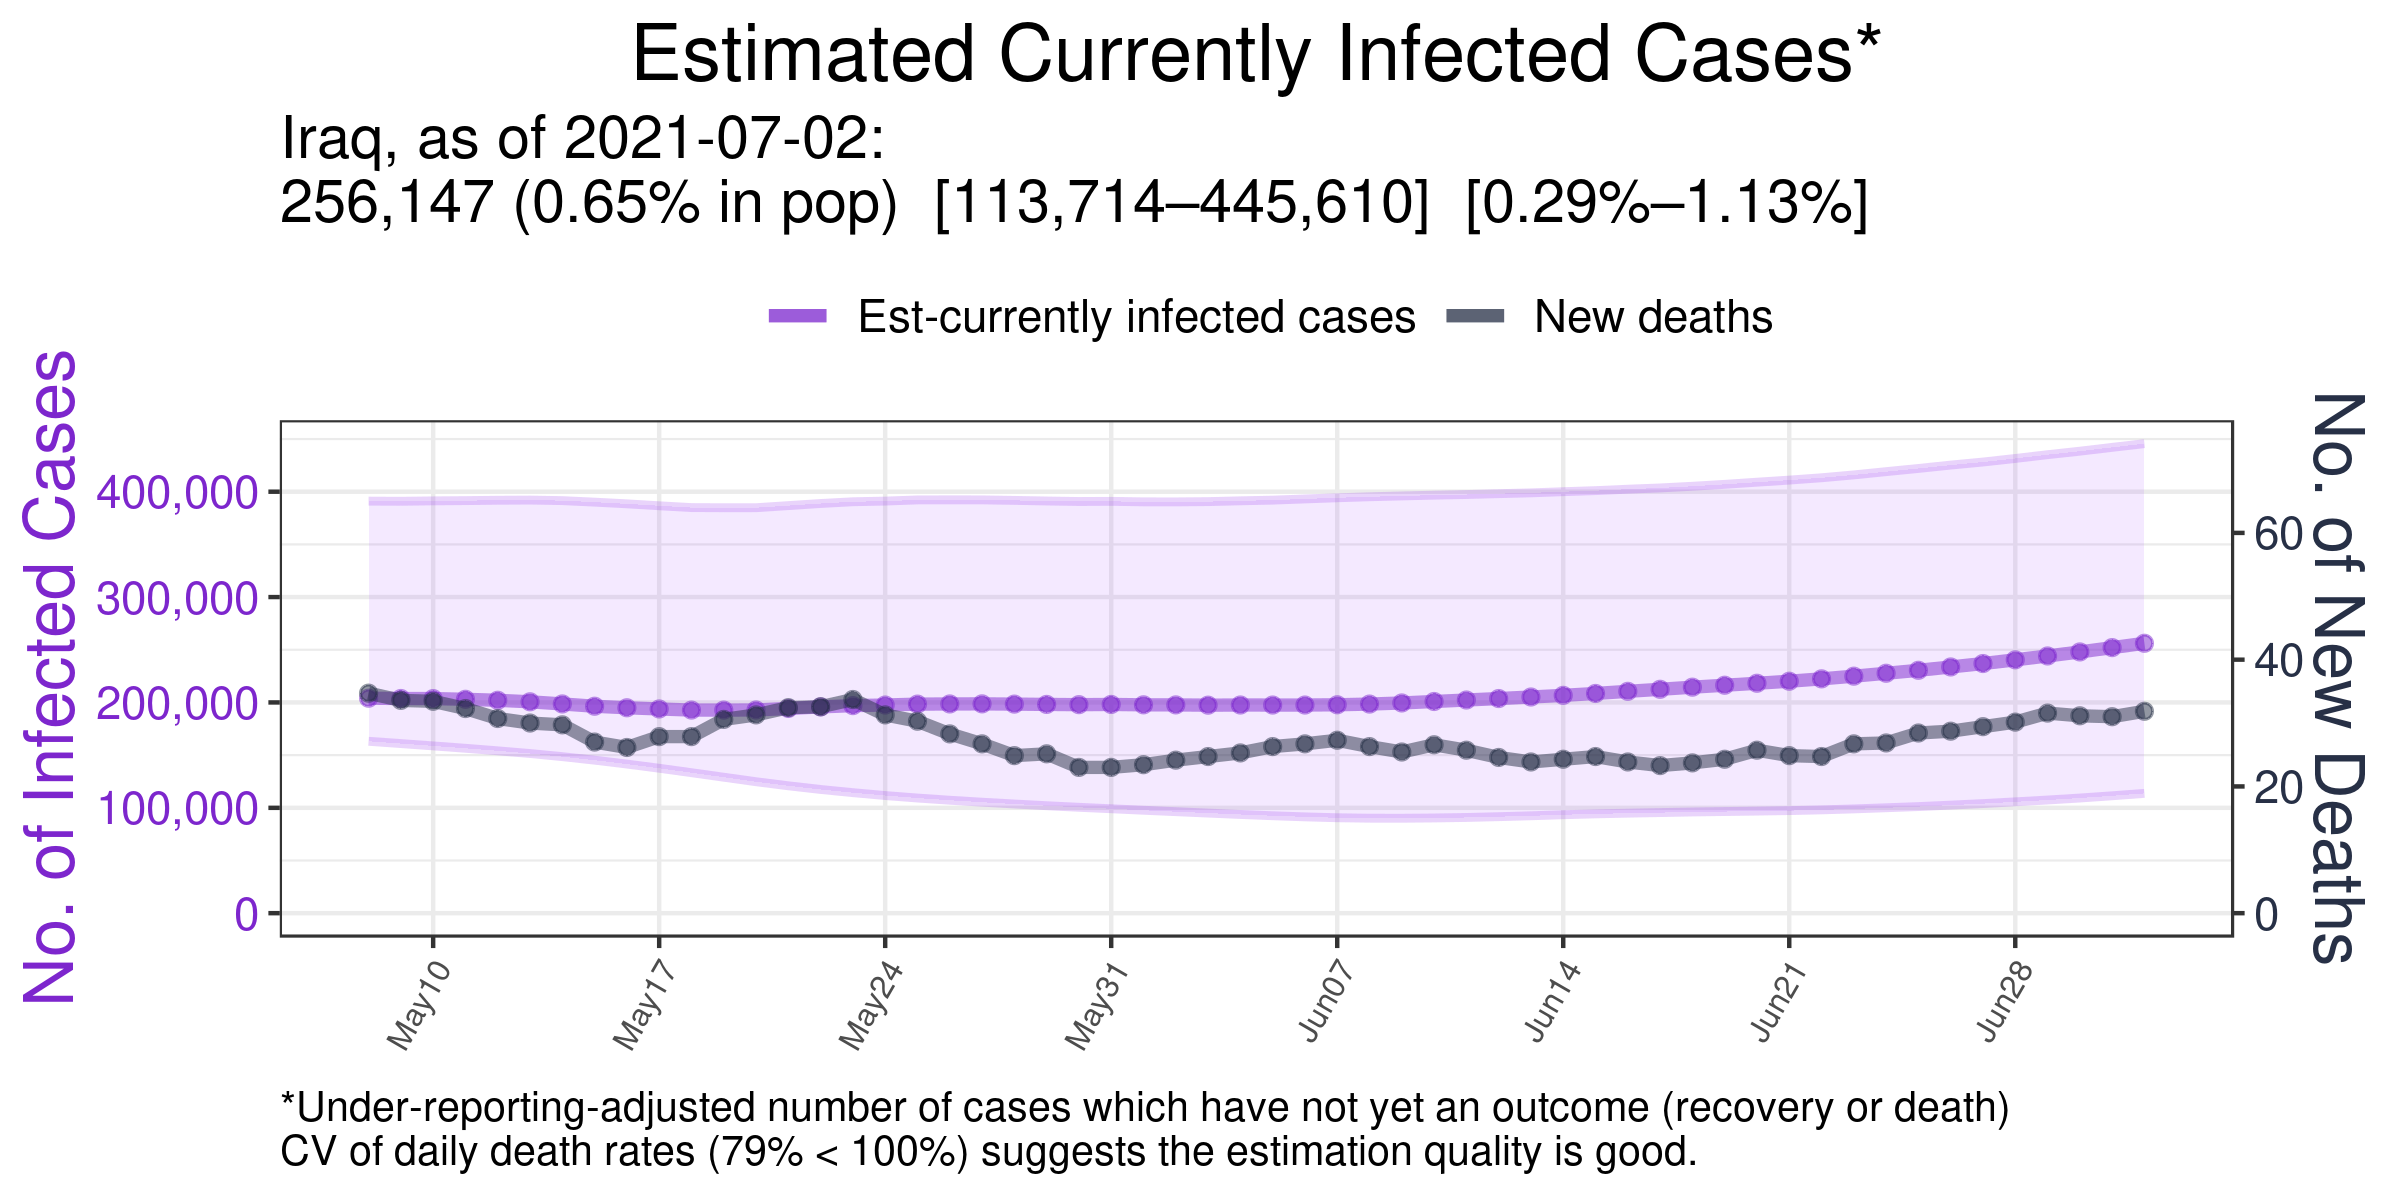 Estimated Currently Infected Cases*
Iraq, as of 2021-07-02:
256,147 (0.65% in pop)  [113,714–445,610]  [0.29%–1.13%]
Est-currently infected cases
New deaths
No. of Infected Cases
400,000
300,000
200,000
100,000
0
No. of New Deaths
60
40
20
0
May10
May17
May24
May31
Jun07
Jun14
Jun21
Jun28
*Under-reporting-adjusted number of cases which have not yet an outcome (recovery or death)
CV of daily death rates (79% < 100%) suggests the estimation quality is good.